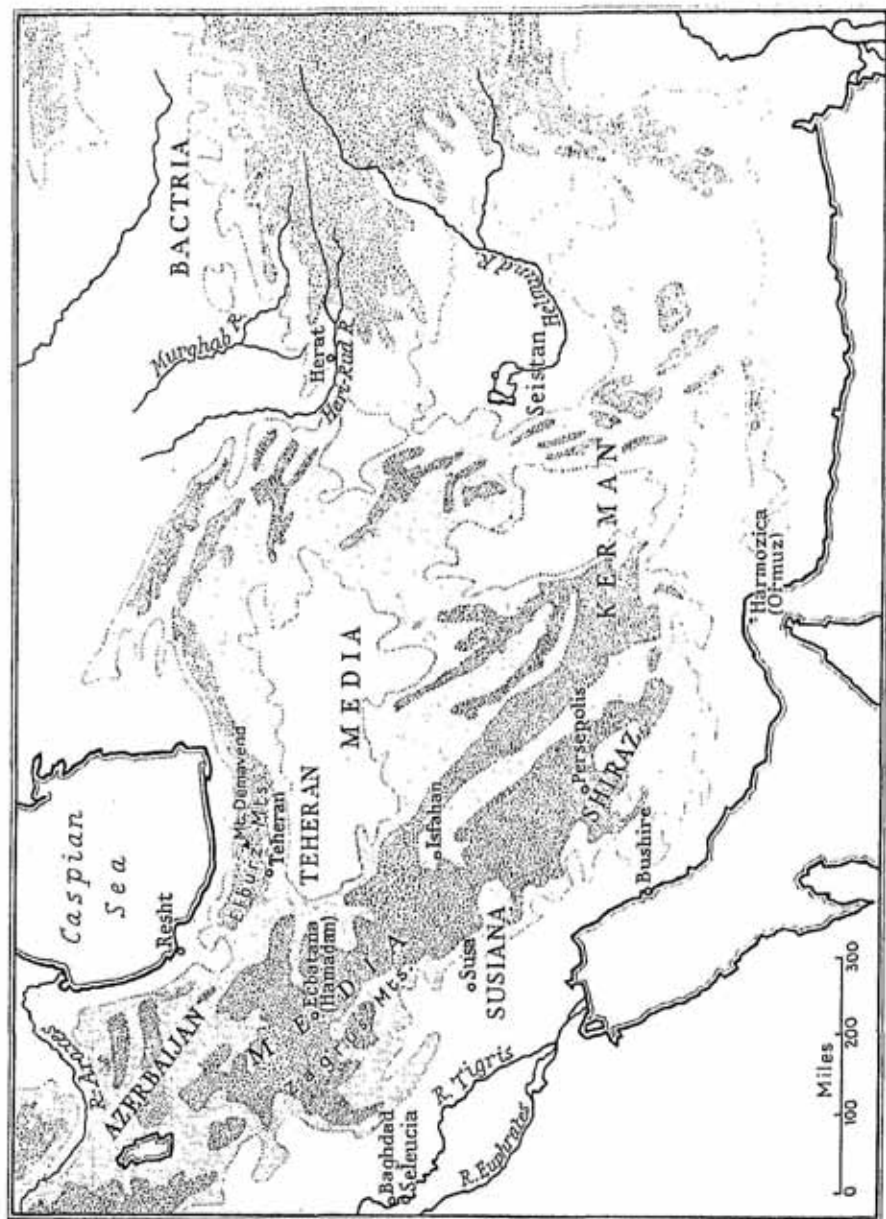 Caspian
Sea
R. Araxes
AZERBAIJAN
Resht
Elburz Mts.
Mt. Demavend
Teheran
TEHERAN
MEDIA
MEDIA
Ecbatana
(Hamadan)
Zagros Mts.
Baghdad
Seleucia
R. Tigris
R. Euphrates
Susa
SUSIANA
Isfahan
Persepolis
SHIRAZ
Bushire
KERMAN
Harmozica
(Ormuz)
BACTRIA
Murghab R.
Herat
Heri-Rud R.
Seistan
Helmund R.
Miles
0 100 200 300